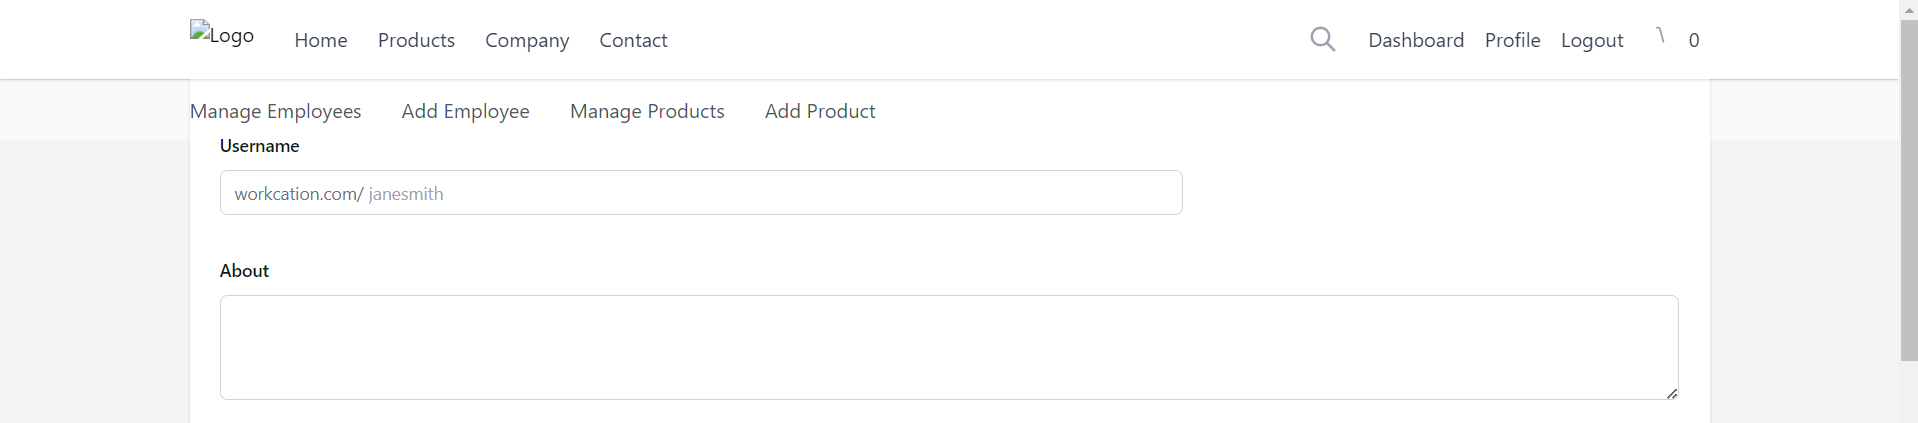 Logo Home Products Company Contact Dashboard Profile Logout 0
Manage Employees Add Employee Manage Products Add Product
Username
workcation.com/ janesmith
About